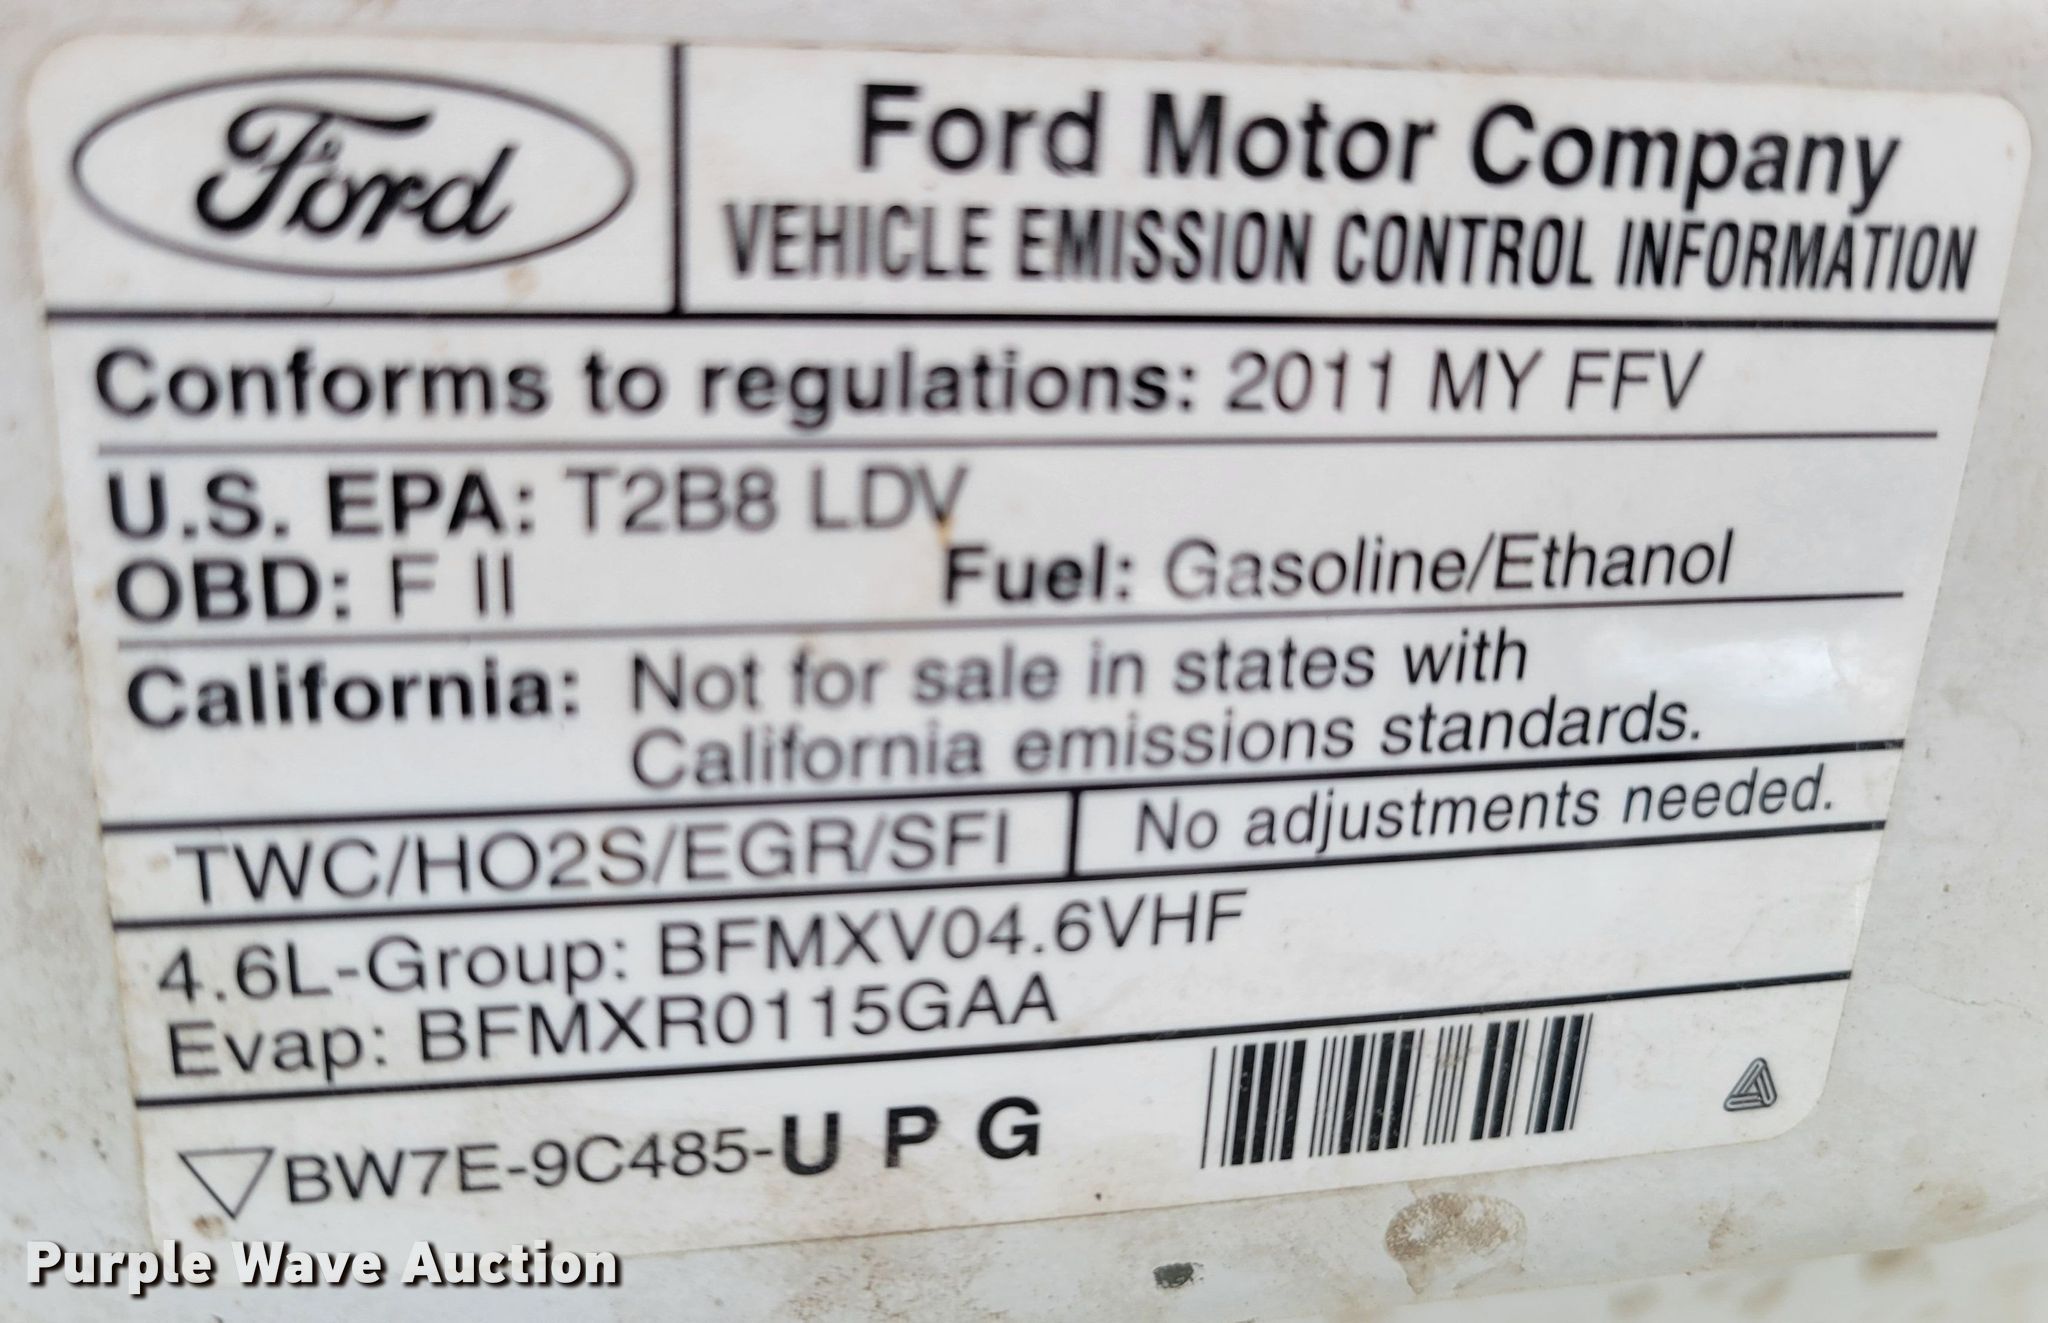 Ford
Ford Motor Company
VEHICLE EMISSION CONTROL INFORMATION
Conforms to regulations: 2011 MY FFV
U.S. EPA: T2B8 LDV
OBD: F II Fuel: Gasoline/Ethanol
California: Not for sale in states with
California emissions standards.
TWC/HO2S/EGR/SFI No adjustments needed.
4.6L-Group: BFMXV04.6VHF
Evap: BFMXR0115GAA
BW7E-9C485-U P G
Purple Wave Auction